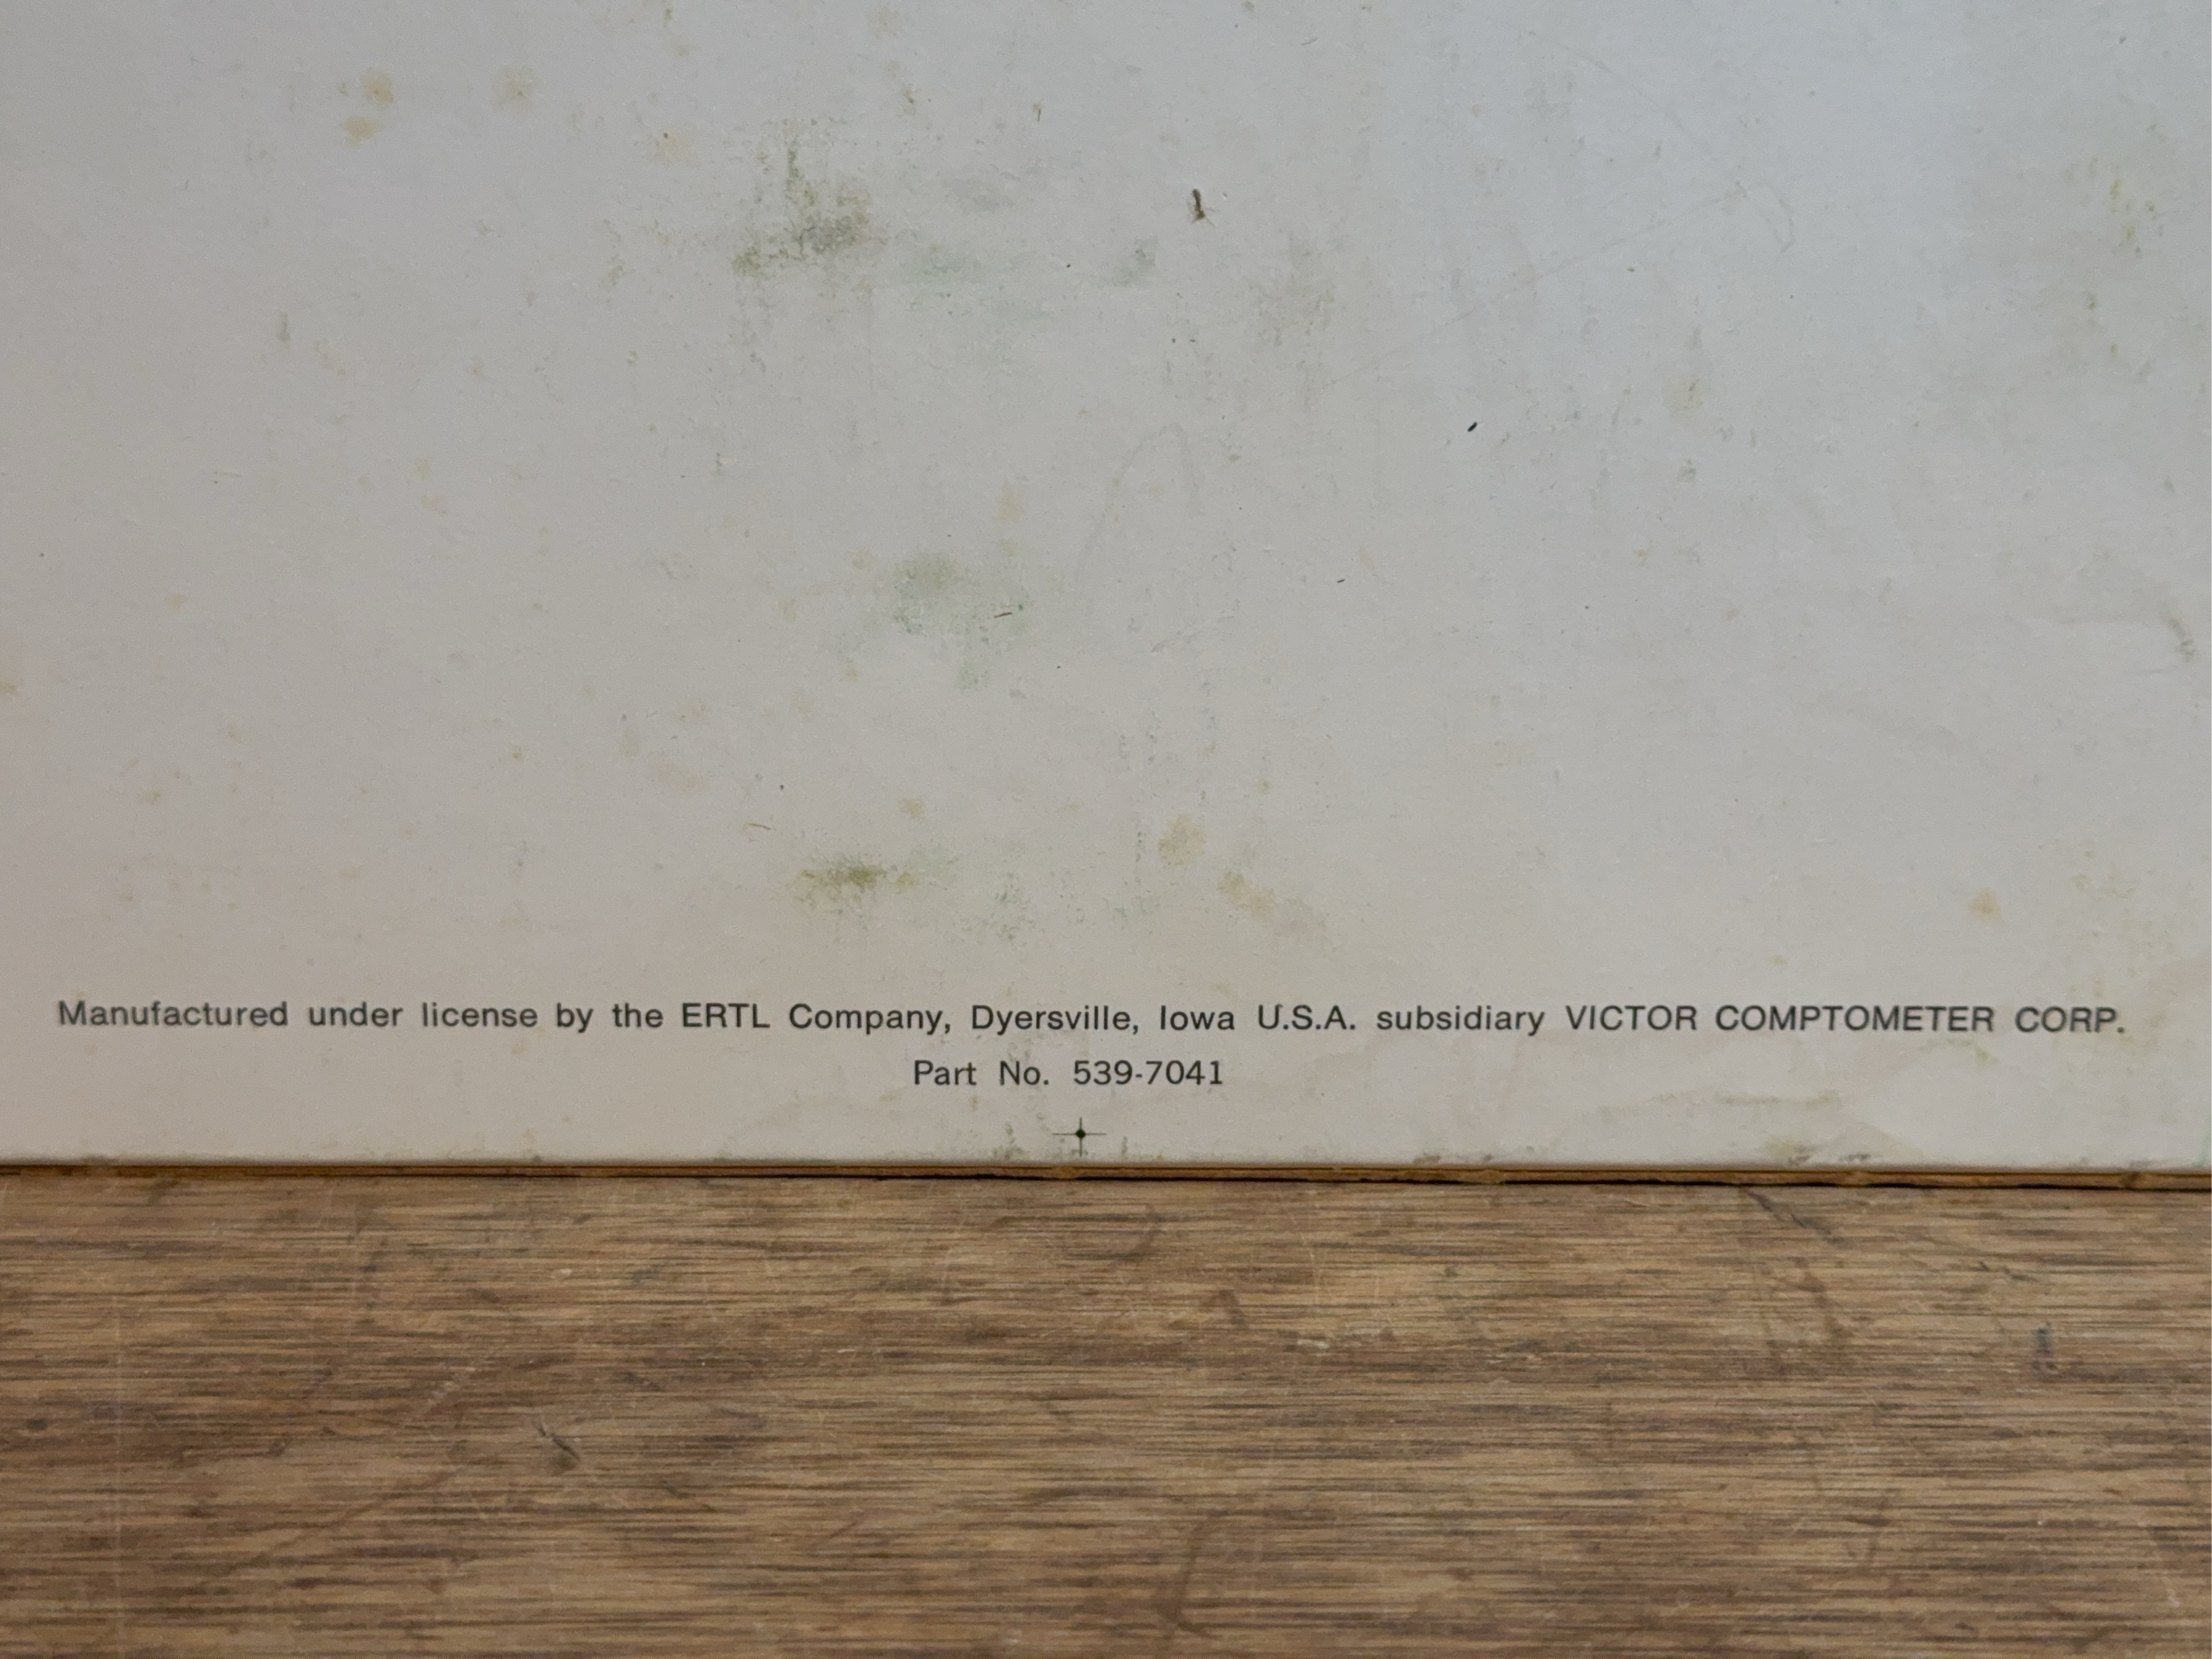 Manufactured under license by the ERTL Company, Dyersville, Iowa U.S.A. subsidiary VICTOR COMPTOMETER CORP.
Part No. 539-7041